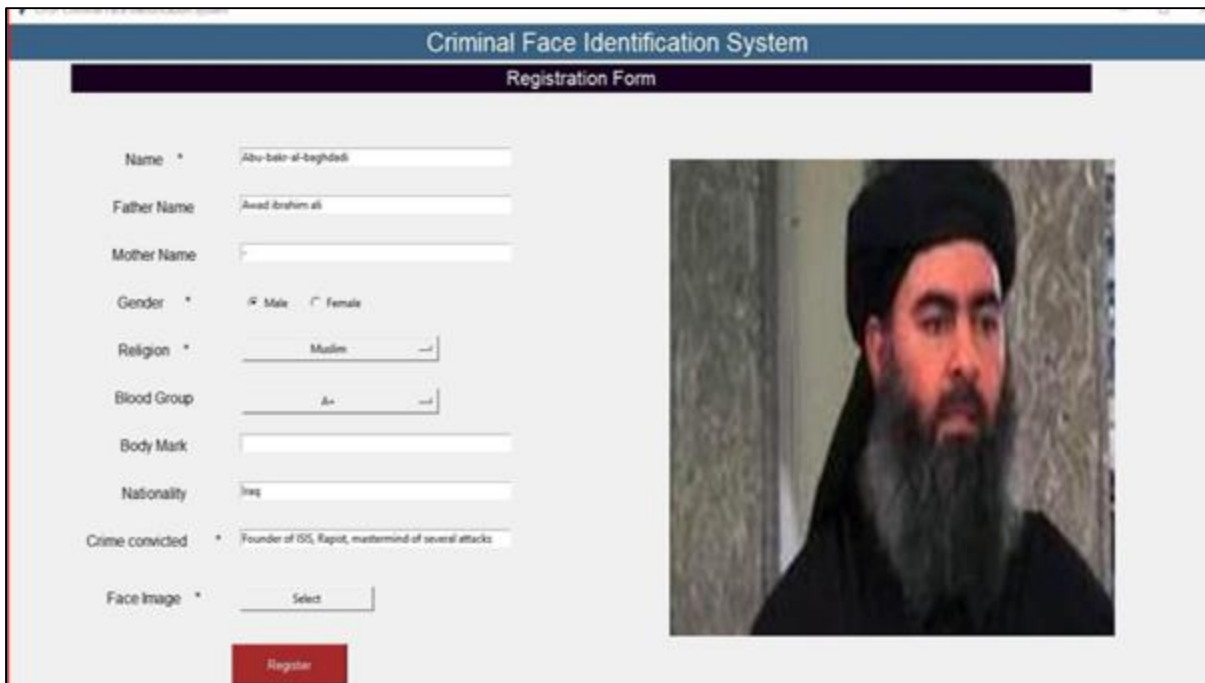 Criminal Face Identification System
Registration Form
Name *
Abu-bakr-al-baghdadi
Father Name
Awad ibrahim ali
Mother Name
-
Gender *
Male Female
Religion *
Muslim
Blood Group
A+
Body Mark
Nationality
Iraq
Crime convicted *
Founder of ISIS, Rapist, mastermind of several attacks
Face Image *
Select
Register